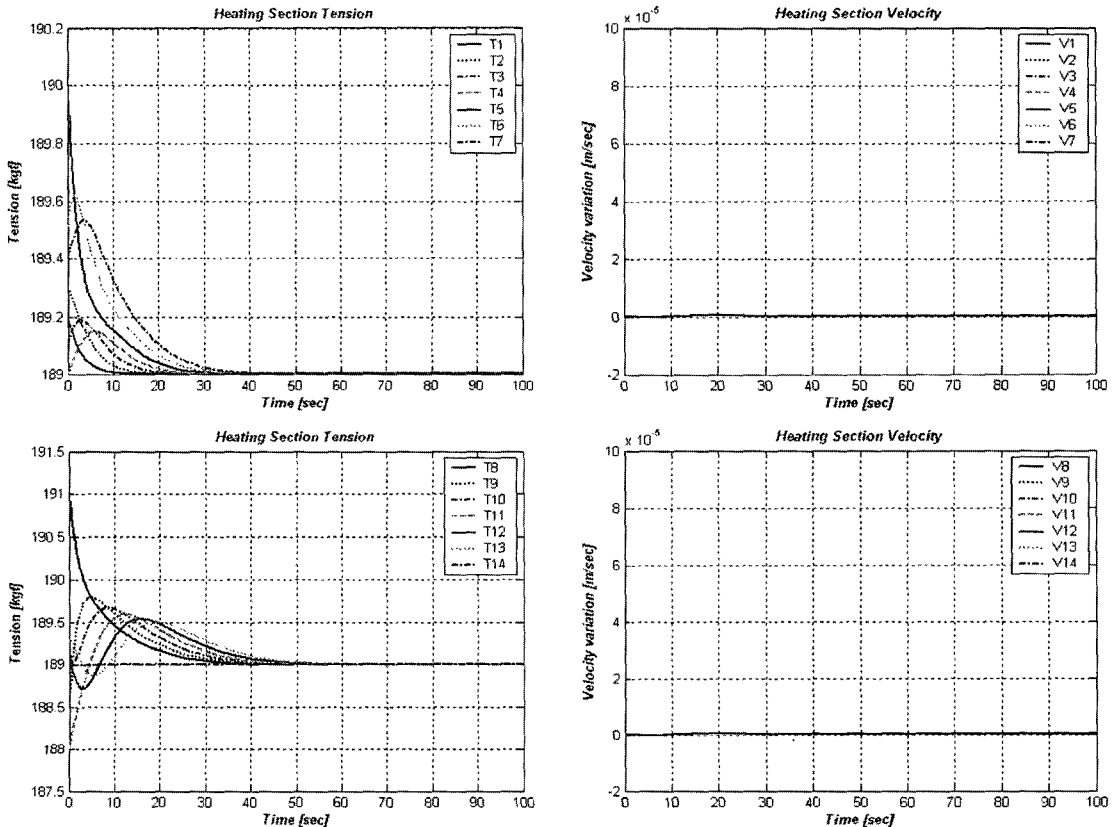 Heating Section Tension
190.2
190
189.8
189.6
189.4
189.2
189
Tension [kgf]
T1
T2
T3
T4
T5
T6
T7
0 10 20 30 40 50 60 70 80 90 100
Time [sec]
Heating Section Velocity
x 10⁻⁵
10
8
6
4
2
0
-2
Velocity variation [m/sec]
V1
V2
V3
V4
V5
V6
V7
0 10 20 30 40 50 60 70 80 90 100
Time [sec]
Heating Section Tension
191.5
191
190.5
190
189.5
189
188.5
188
187.5
Tension [kgf]
T8
T9
T10
T11
T12
T13
T14
0 10 20 30 40 50 60 70 80 90 100
Time [sec]
Heating Section Velocity
x 10⁻⁵
10
8
6
4
2
0
-2
Velocity variation [m/sec]
V8
V9
V10
V11
V12
V13
V14
0 10 20 30 40 50 60 70 80 90 100
Time [sec]